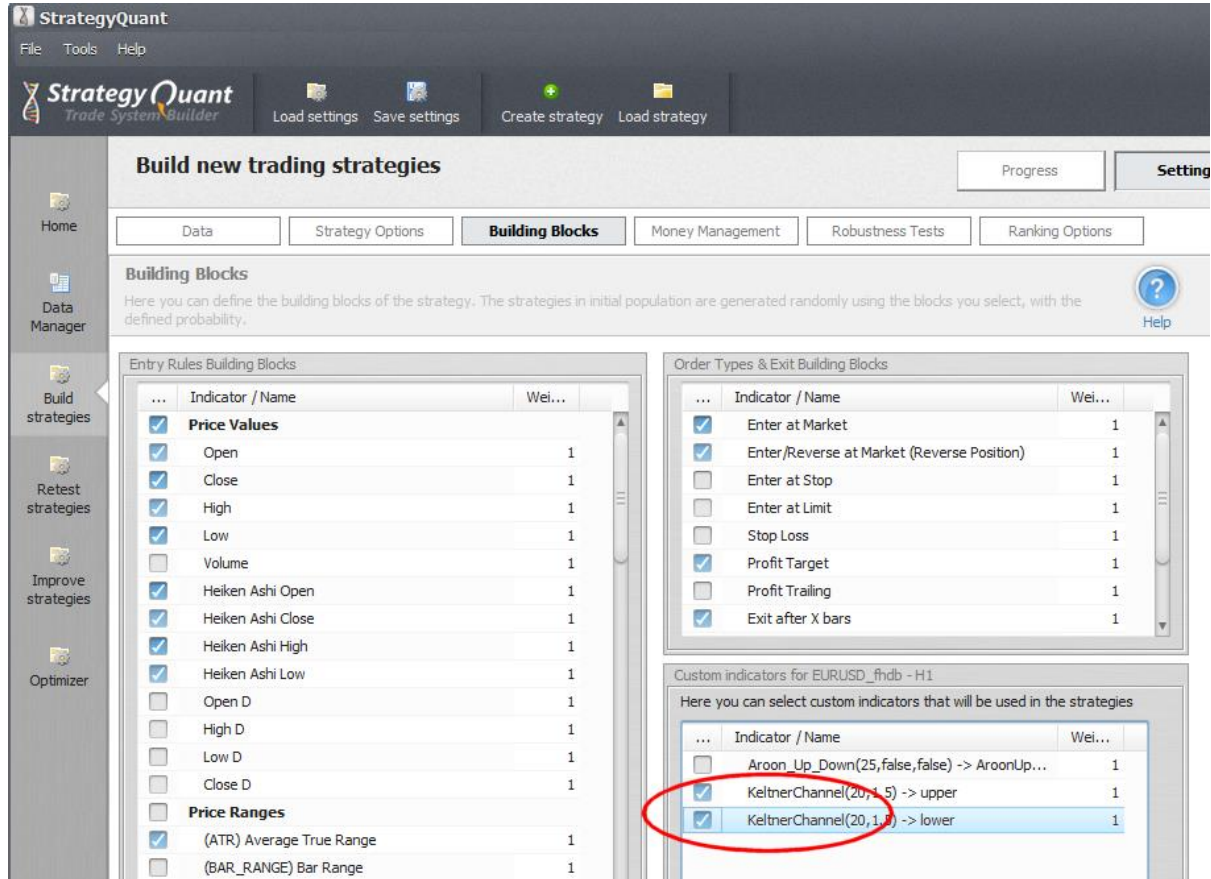 StrategyQuant
File Tools Help
StrategyQuant
Trade System Builder
Load settings Save settings Create strategy Load strategy
Build new trading strategies
Progress
Setting
Home
Data Manager
Build strategies
Retest strategies
Improve strategies
Optimizer
Data Strategy Options Building Blocks Money Management Robustness Tests Ranking Options
Building Blocks
Here you can define the building blocks of the strategy. The strategies in initial population are generated randomly using the blocks you select, with the
defined probability.
?
Help
Entry Rules Building Blocks
... Indicator / Name Wei...
Price Values
Open 1
Close 1
High 1
Low 1
Volume 1
Heiken Ashi Open 1
Heiken Ashi Close 1
Heiken Ashi High 1
Heiken Ashi Low 1
Open D 1
High D 1
Low D 1
Close D 1
Price Ranges
(ATR) Average True Range 1
(BAR_RANGE) Bar Range 1
Order Types & Exit Building Blocks
... Indicator / Name Wei...
Enter at Market 1
Enter/Reverse at Market (Reverse Position) 1
Enter at Stop 1
Enter at Limit 1
Stop Loss 1
Profit Target 1
Profit Trailing 1
Exit after X bars 1
Custom indicators for EURUSD_fhdb - H1
Here you can select custom indicators that will be used in the strategies
... Indicator / Name Wei...
Aroon_Up_Down(25,false,false) -> AroonUp... 1
KeltnerChannel(20,1.5) -> upper 1
KeltnerChannel(20,1.5) -> lower 1